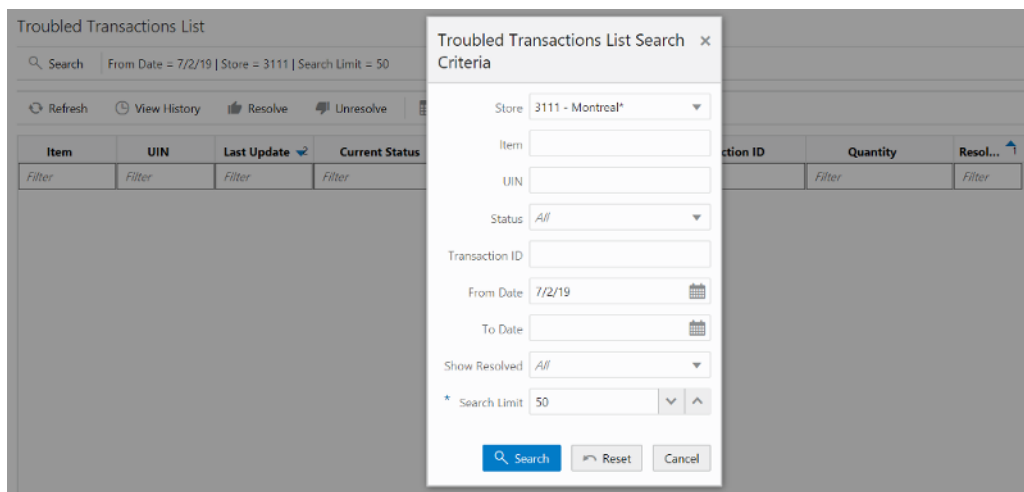 Troubled Transactions List
Search From Date = 7/2/19 | Store = 3111 | Search Limit = 50
Refresh View History Resolve Unresolve
Item UIN Last Update 2 Current Status ction ID Quantity Resol... 1
Filter Filter Filter Filter Filter Filter
Troubled Transactions List Search
Criteria
Store 3111 - Montreal*
Item
UIN
Status All
Transaction ID
From Date 7/2/19
To Date
Show Resolved All
* Search Limit 50
Search Reset Cancel